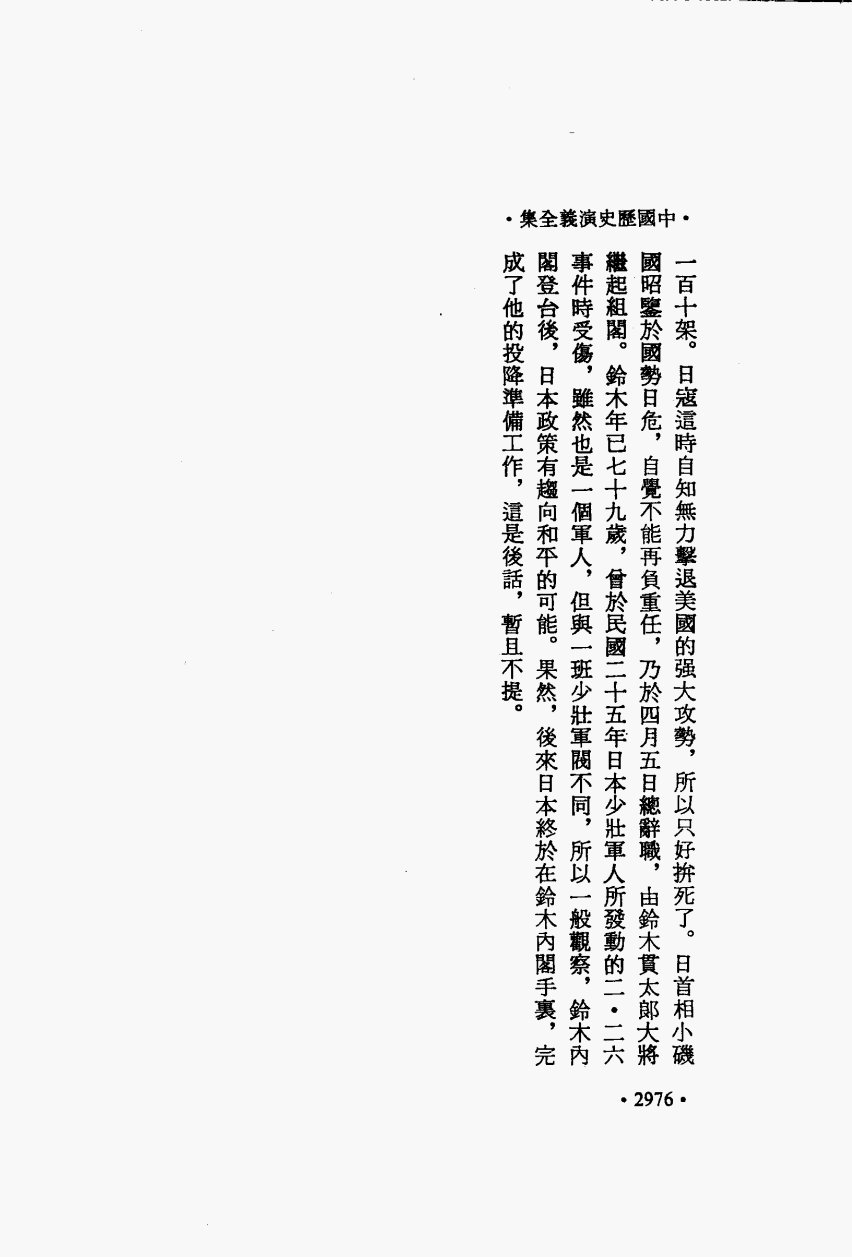 •中國歷史演義全集•
一百十架。日寇這時自知無力擊退美國的强大攻勢，所以只好拚死了。日首相小磯
國昭鑒於國勢日危，自覺不能再負重任，乃於四月五日總辭職，由鈴木貫太郎大將
繼起組閣。鈴木年已七十九歲，曾於民國二十五年日本少壯軍人所發動的二•二六
事件時受傷，雖然也是一個軍人，但與一班少壯軍閥不同，所以一般觀察，鈴木內
閣登台後，日本政策有趨向和平的可能。果然，後來日本終於在鈴木內閣手裏，完
成了他的投降準備工作，這是後話，暫且不提。
•2976•